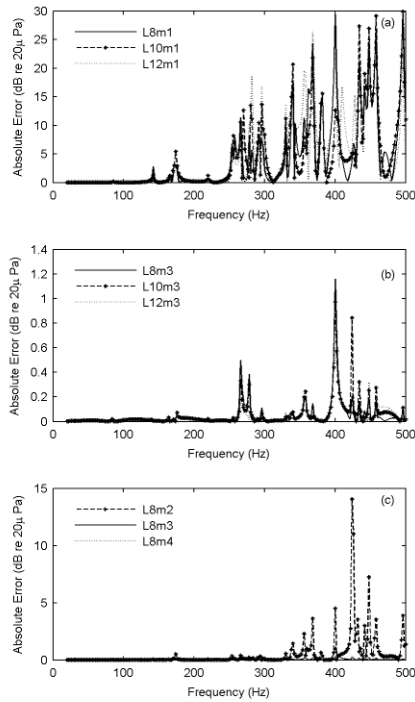 (a)
L8m1
L10m1
L12m1
Absolute Error (dB re 20μ Pa)
30
25
20
15
10
5
0
0 100 200 300 400 500
Frequency (Hz)
(b)
L8m3
L10m3
L12m3
Absolute Error (dB re 20μ Pa)
1.4
1.2
1
0.8
0.6
0.4
0.2
0
0 100 200 300 400 500
Frequency (Hz)
(c)
L8m2
L8m3
L8m4
Absolute Error (dB re 20μ Pa)
15
10
5
0
0 100 200 300 400 500
Frequency (Hz)